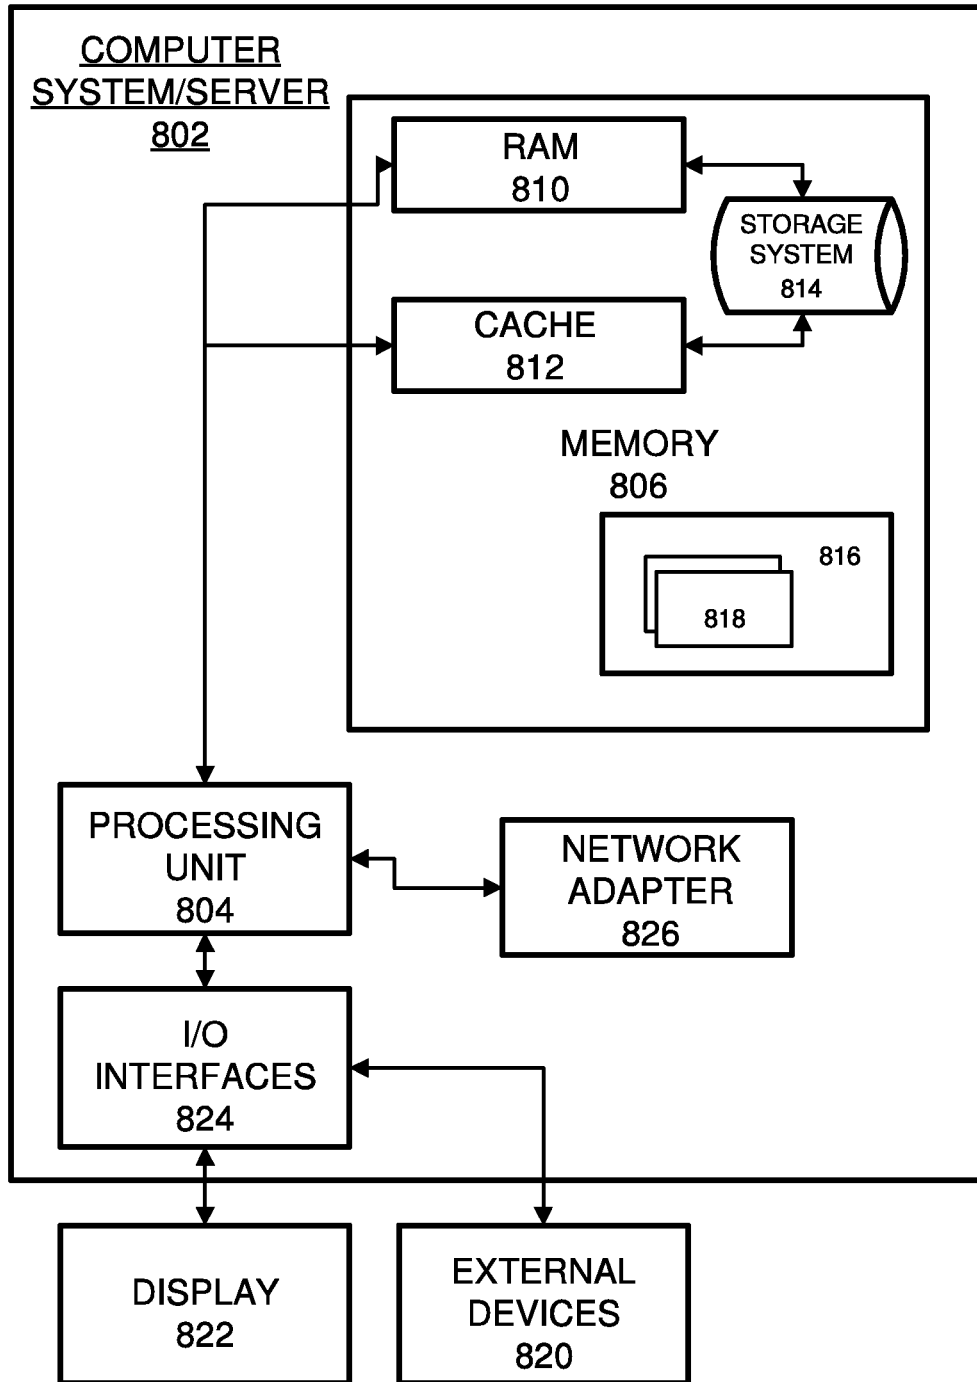 COMPUTER
SYSTEM/SERVER
802
RAM
810
STORAGE
SYSTEM
814
CACHE
812
MEMORY
806
816
818
PROCESSING
UNIT
804
NETWORK
ADAPTER
826
I/O
INTERFACES
824
DISPLAY
822
EXTERNAL
DEVICES
820